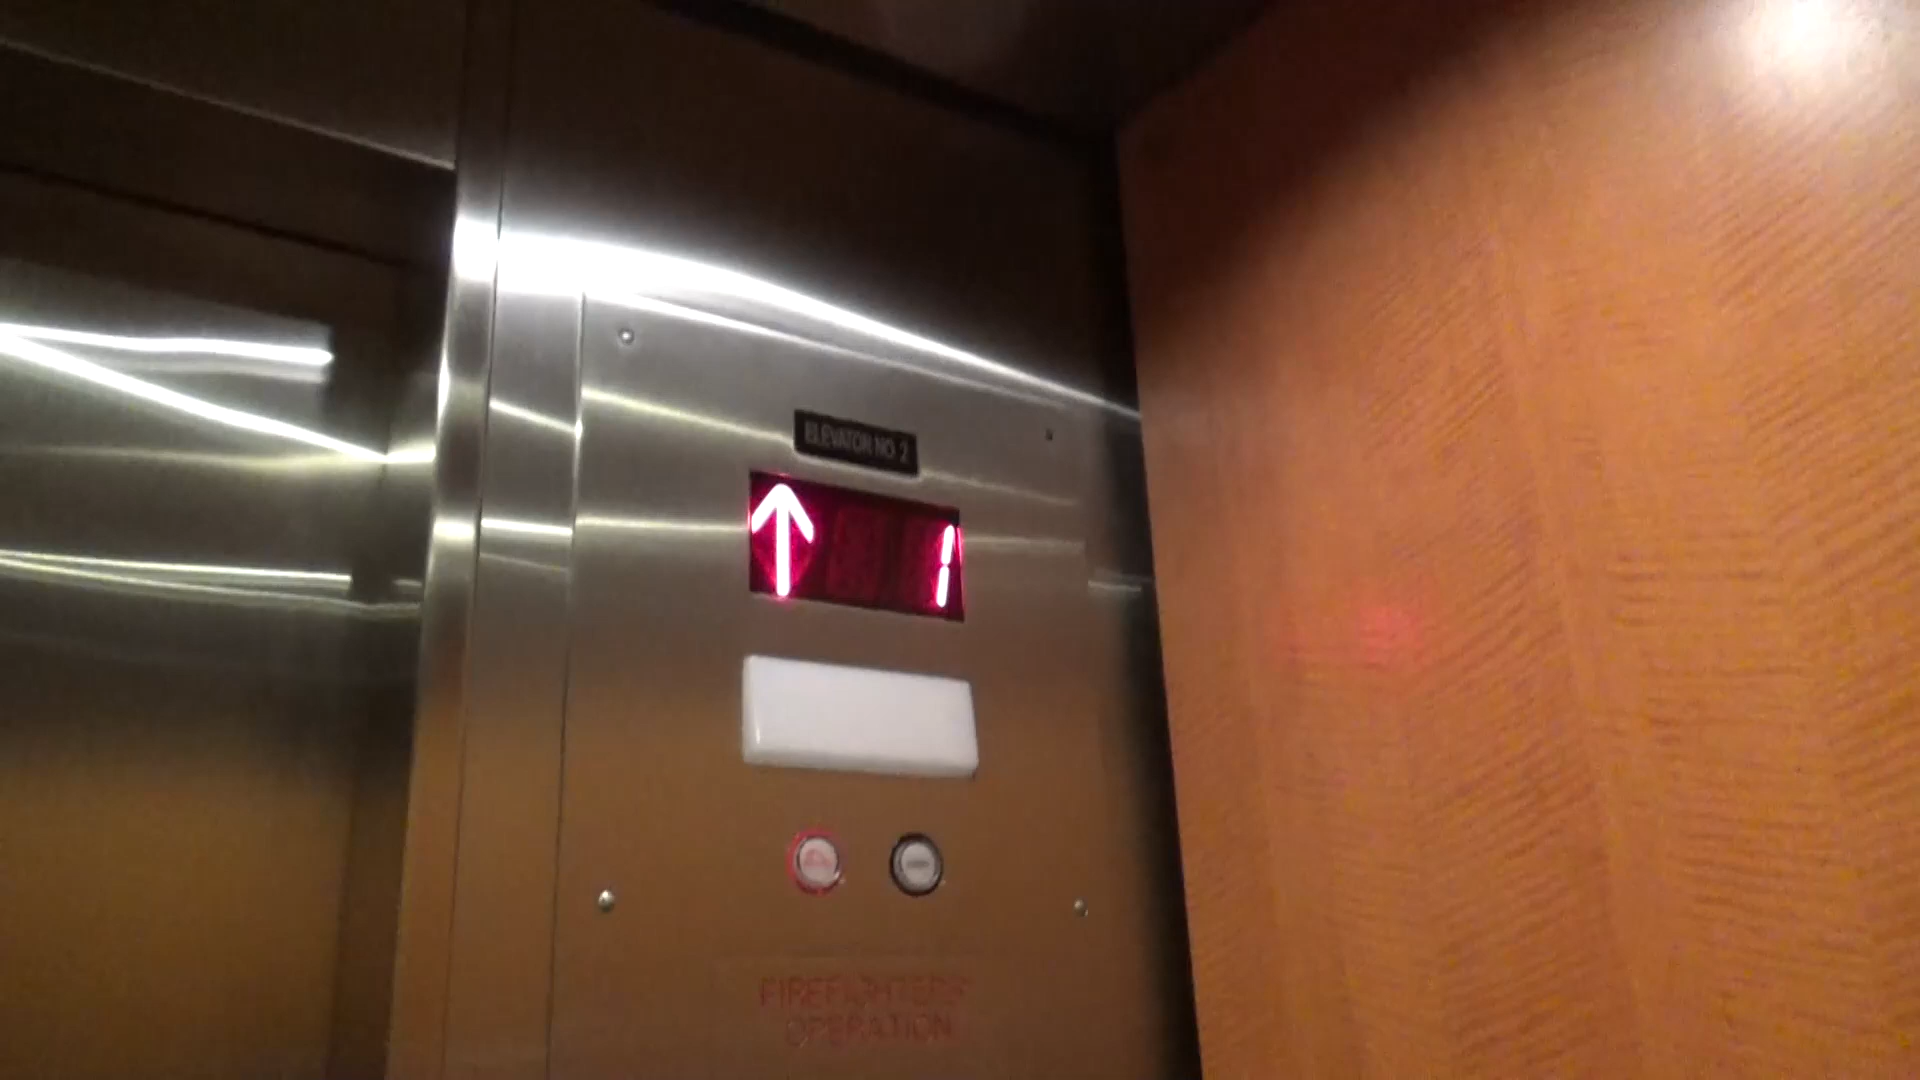 ELEVATOR NO. 2
↑ 1
FIREFIGHTERS'
OPERATION